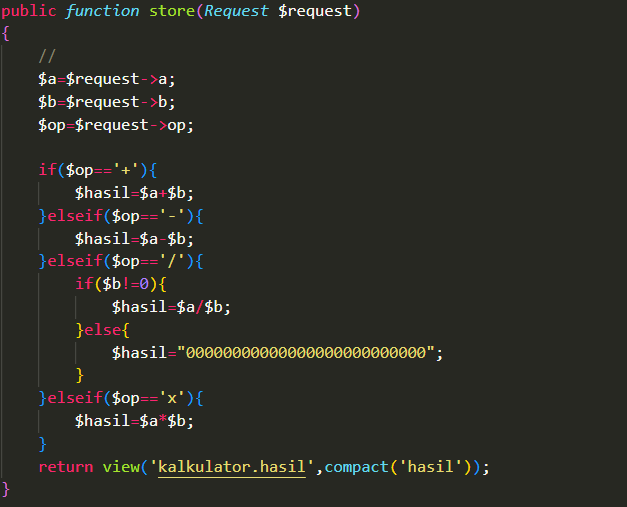 public function store(Request $request)
{
    //
    $a=$request->a;
    $b=$request->b;
    $op=$request->op;

    if($op=='+'){
        $hasil=$a+$b;
    }elseif($op=='-'){
        $hasil=$a-$b;
    }elseif($op=='/'){
        if($b!=0){
            $hasil=$a/$b;
        }else{
            $hasil="00000000000000000000000000";
        }
    }elseif($op=='x'){
        $hasil=$a*$b;
    }
    return view('kalkulator.hasil',compact('hasil'));
}